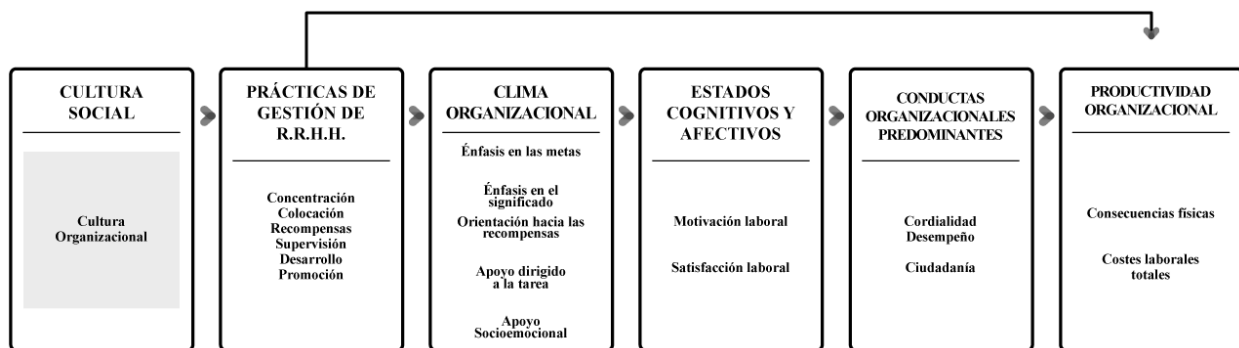 CULTURA
SOCIAL
Cultura
Organizacional
PRÁCTICAS DE
GESTIÓN DE
R.R.H.H.
Concentración
Colocación
Recompensas
Supervisión
Desarrollo
Promoción
CLIMA
ORGANIZACIONAL
Énfasis en las metas
Énfasis en el
significado
Orientación hacia las
recompensas
Apoyo dirigido
a la tarea
Apoyo
Socioemocional
ESTADOS
COGNITIVOS Y
AFECTIVOS
Motivación laboral
Satisfacción laboral
CONDUCTAS
ORGANIZACIONALES
PREDOMINANTES
Cordialidad
Desempeño
Ciudadanía
PRODUCTIVIDAD
ORGANIZACIONAL
Consecuencias físicas
Costes laborales
totales